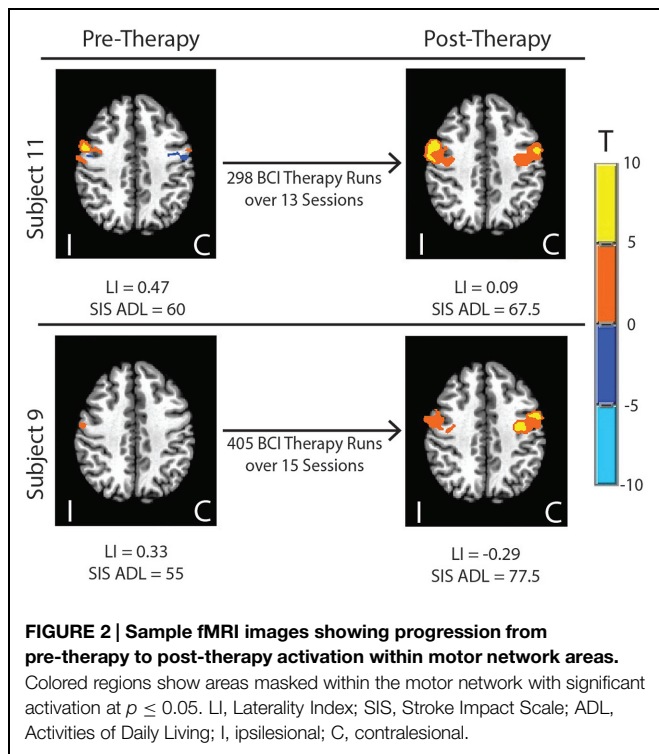 Pre-Therapy
Post-Therapy
Subject 11
I
C
298 BCI Therapy Runs
over 13 Sessions
I
C
LI = 0.47
SIS ADL = 60
LI = 0.09
SIS ADL = 67.5
Subject 9
I
C
405 BCI Therapy Runs
over 15 Sessions
I
C
LI = 0.33
SIS ADL = 55
LI = -0.29
SIS ADL = 77.5
T
10
5
0
-5
-10
FIGURE 2 | Sample fMRI images showing progression from
pre-therapy to post-therapy activation within motor network areas.
Colored regions show areas masked within the motor network with significant
activation at p ≤ 0.05. LI, Laterality Index; SIS, Stroke Impact Scale; ADL,
Activities of Daily Living; I, ipsilesional; C, contralesional.